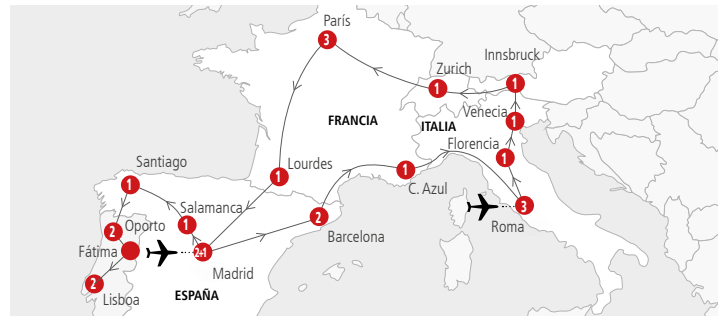 París
3
Innsbruck
Zurich
1
1
Venecia
1
FRANCIA
ITALIA
Florencia
1
Santiago
1
Lourdes
1
1
C. Azul
Salamanca
1
2
Barcelona
3
Roma
Oporto
2
Fátima
2+1
Madrid
2
Lisboa
ESPAÑA